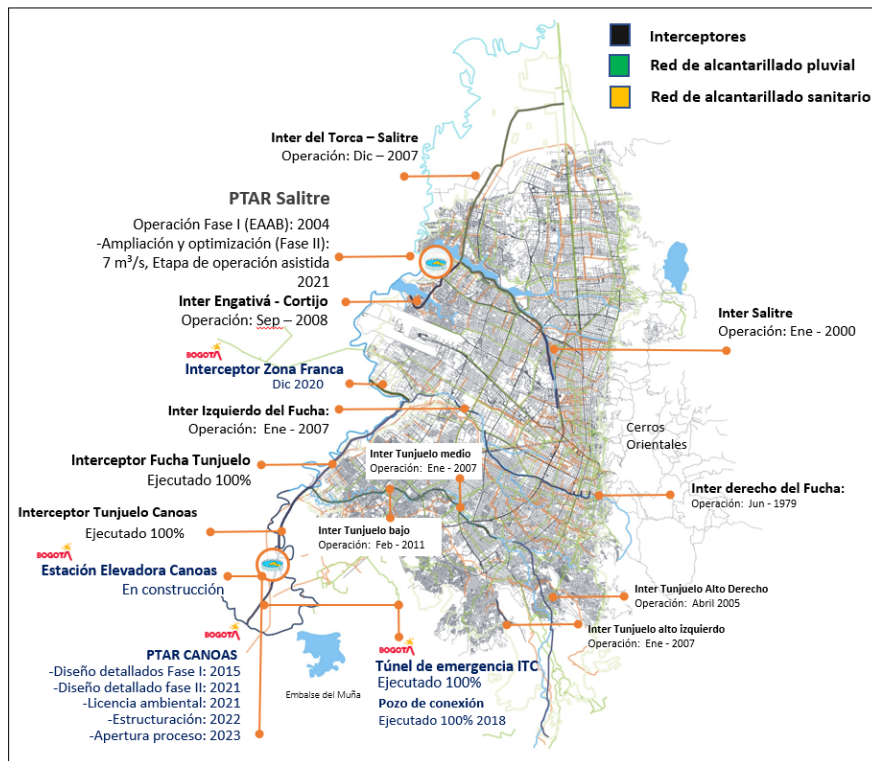 Interceptores
Red de alcantarillado pluvial
Red de alcantarillado sanitario
Inter del Torca – Salitre
Operación: Dic – 2007
PTAR Salitre
Operación Fase I (EAAB): 2004
-Ampliación y optimización (Fase II):
7 m³/s, Etapa de operación asistida
2021
Inter Engativá - Cortijo
Operación: Sep – 2008
Inter Salitre
Operación: Ene - 2000
BOGOTÁ
Interceptor Zona Franca
Dic 2020
Inter Izquierdo del Fucha:
Operación: Ene - 2007
Cerros
Orientales
Inter Tunjuelo medio
Operación: Ene - 2007
Interceptor Fucha Tunjuelo
Ejecutado 100%
Inter derecho del Fucha:
Operación: Jun - 1979
Interceptor Tunjuelo Canoas
Ejecutado 100%
Inter Tunjuelo bajo
Operación: Feb - 2011
BOGOTÁ
Estación Elevadora Canoas
En construcción
Inter Tunjuelo Alto Derecho
Operación: Abril 2005
Inter Tunjuelo alto izquierdo
Operación: Ene - 2007
BOGOTÁ
PTAR CANOAS
-Diseño detallados Fase I: 2015
-Diseño detallado fase II: 2021
-Licencia ambiental: 2021
-Estructuración: 2022
-Apertura proceso: 2023
Embalse del Muña
BOGOTÁ
Túnel de emergencia ITC
Ejecutado 100%
Pozo de conexión
Ejecutado 100% 2018